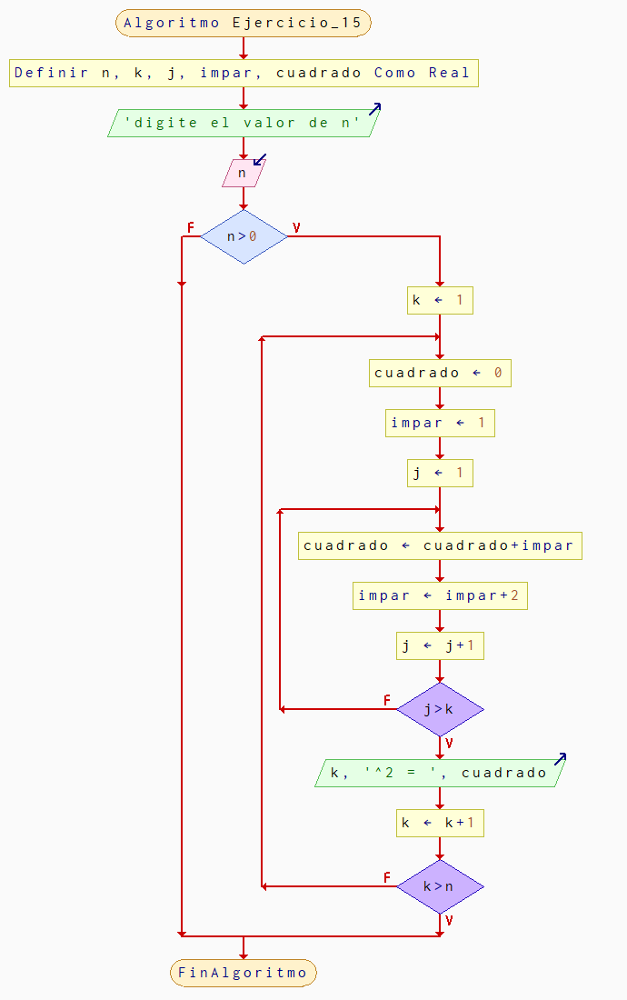 Algoritmo Ejercicio_15
Definir n, k, j, impar, cuadrado Como Real
'digite el valor de n'
n
n>0
F
V
k ← 1
cuadrado ← 0
impar ← 1
j ← 1
cuadrado ← cuadrado+impar
impar ← impar+2
j ← j+1
j>k
F
V
k, '^2 = ', cuadrado
k ← k+1
k>n
F
V
FinAlgoritmo